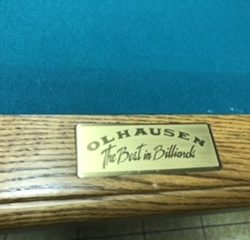 OLHAUSEN
The Best in Billiards